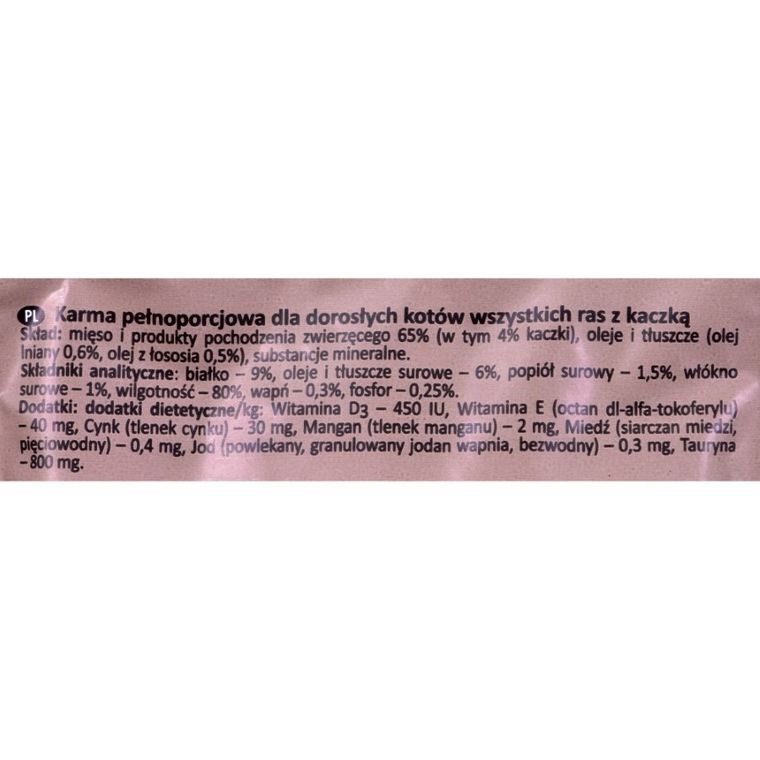 PL Karma pełnoporcjowa dla dorosłych kotów wszystkich ras z kaczką
Skład: mięso i produkty pochodzenia zwierzęcego 65% (w tym 4% kaczki), oleje i tłuszcze (olej
lniany 0,6%, olej z łososia 0,5%), substancje mineralne.
Składniki analityczne: białko – 9%, oleje i tłuszcze surowe – 6%, popiół surowy – 1,5%, włókno
surowe – 1%, wilgotność – 80%, wapń – 0,3%, fosfor – 0,25%.
Dodatki: dodatki dietetyczne/kg: Witamina D3 – 450 IU, Witamina E (octan dl-alfa-tokoferylu)
– 40 mg, Cynk (tlenek cynku) – 30 mg, Mangan (tlenek manganu) – 2 mg, Miedź (siarczan miedzi,
pięciowodny) – 0,4 mg, Jod (powlekany, granulowany jodan wapnia, bezwodny) – 0,3 mg, Tauryna
– 800 mg.